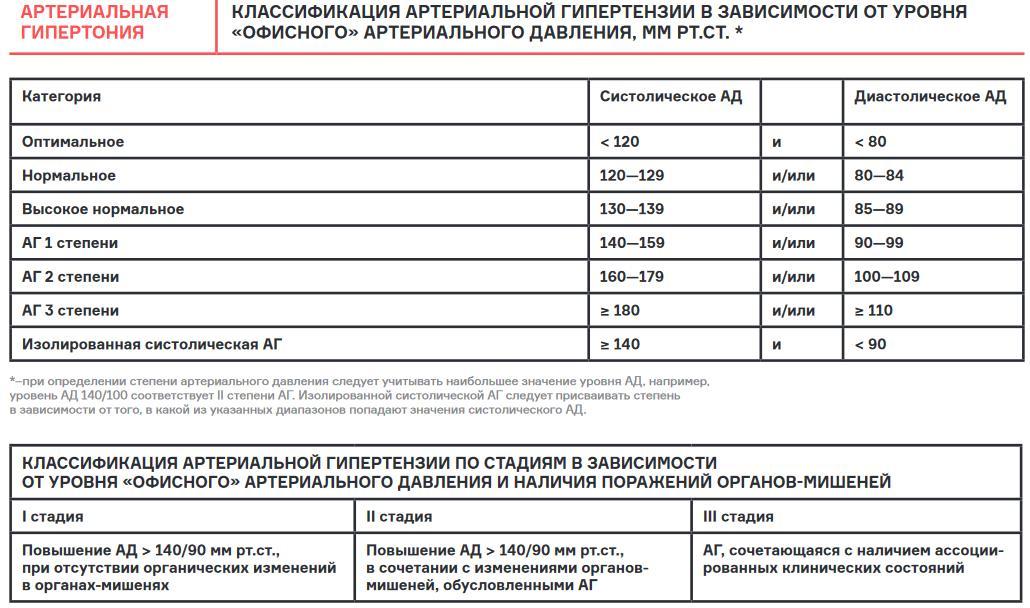 АРТЕРИАЛЬНАЯ
ГИПЕРТОНИЯ
КЛАССИФИКАЦИЯ АРТЕРИАЛЬНОЙ ГИПЕРТЕНЗИИ В ЗАВИСИМОСТИ ОТ УРОВНЯ
«ОФИСНОГО» АРТЕРИАЛЬНОГО ДАВЛЕНИЯ, ММ РТ.СТ. *
Категория Систолическое АД Диастолическое АД
Оптимальное < 120 и < 80
Нормальное 120—129 и/или 80—84
Высокое нормальное 130—139 и/или 85—89
АГ 1 степени 140—159 и/или 90—99
АГ 2 степени 160—179 и/или 100—109
АГ 3 степени ≥ 180 и/или ≥ 110
Изолированная систолическая АГ ≥ 140 и < 90
*–при определении степени артериального давления следует учитывать наибольшее значение уровня АД, например,
уровень АД 140/100 соответствует II степени АГ. Изолированной систолической АГ следует присваивать степень
в зависимости от того, в какой из указанных диапазонов попадают значения систолического АД.
КЛАССИФИКАЦИЯ АРТЕРИАЛЬНОЙ ГИПЕРТЕНЗИИ ПО СТАДИЯМ В ЗАВИСИМОСТИ
ОТ УРОВНЯ «ОФИСНОГО» АРТЕРИАЛЬНОГО ДАВЛЕНИЯ И НАЛИЧИЯ ПОРАЖЕНИЙ ОРГАНОВ-МИШЕНЕЙ
I стадия II стадия III стадия
Повышение АД > 140/90 мм рт.ст.,
при отсутствии органических изменений
в органах-мишенях
Повышение АД > 140/90 мм рт.ст.,
в сочетании с изменениями органов-
мишеней, обусловленными АГ
АГ, сочетающаяся с наличием ассоции-
рованных клинических состояний